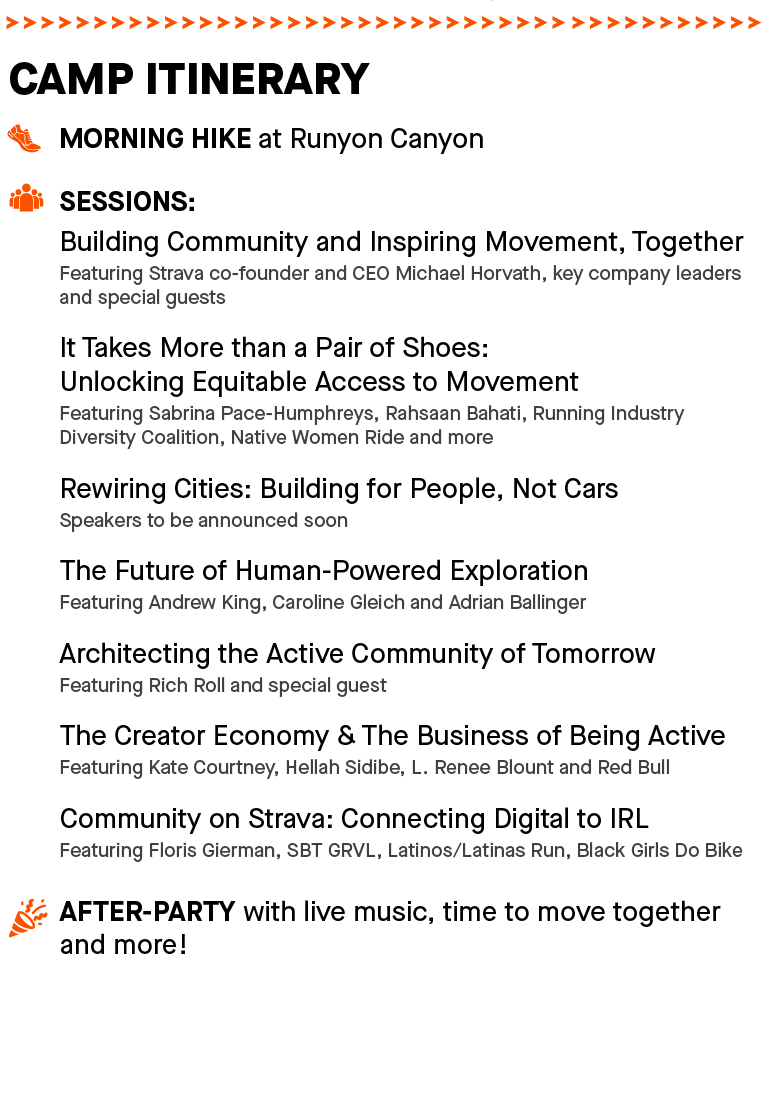 CAMP ITINERARY
MORNING HIKE at Runyon Canyon
SESSIONS:
Building Community and Inspiring Movement, Together
Featuring Strava co-founder and CEO Michael Horvath, key company leaders
and special guests
It Takes More than a Pair of Shoes:
Unlocking Equitable Access to Movement
Featuring Sabrina Pace-Humphreys, Rahsaan Bahati, Running Industry
Diversity Coalition, Native Women Ride and more
Rewiring Cities: Building for People, Not Cars
Speakers to be announced soon
The Future of Human-Powered Exploration
Featuring Andrew King, Caroline Gleich and Adrian Ballinger
Architecting the Active Community of Tomorrow
Featuring Rich Roll and special guest
The Creator Economy & The Business of Being Active
Featuring Kate Courtney, Hellah Sidibe, L. Renee Blount and Red Bull
Community on Strava: Connecting Digital to IRL
Featuring Floris Gierman, SBT GRVL, Latinos/Latinas Run, Black Girls Do Bike
AFTER-PARTY with live music, time to move together
and more!